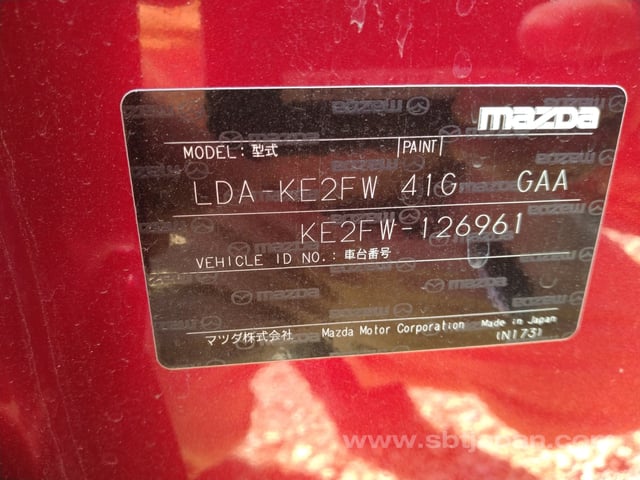 mazda
MODEL: 型式 PAINT
LDA-KE2FW 41G GAA
KE2FW-126961
VEHICLE ID NO.: 車台番号
マツダ株式会社 Mazda Motor Corporation Made in Japan
(N173)
www.sbtjapan.com